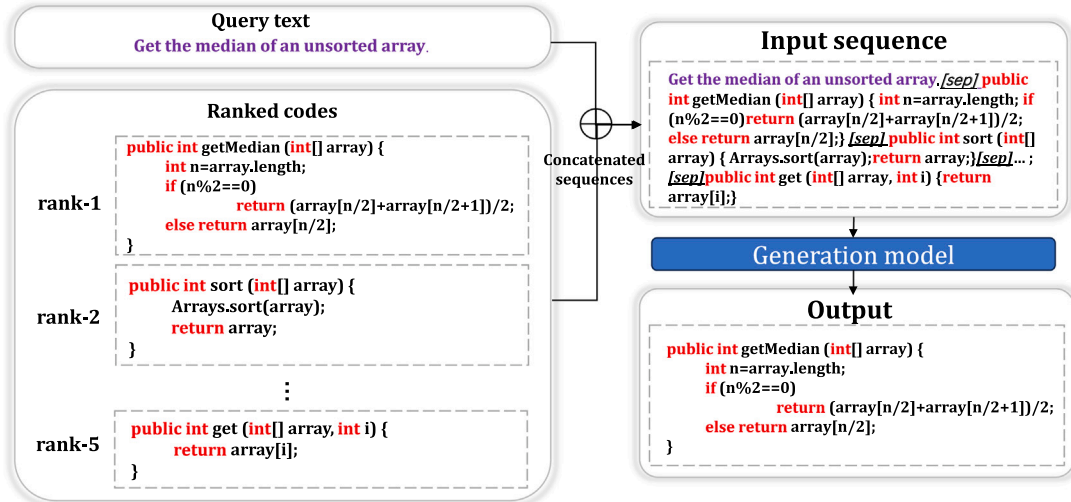 Query text
Get the median of an unsorted array.
Ranked codes
rank-1
public int getMedian (int[] array) {
int n=array.length;
if (n%2==0)
return (array[n/2]+array[n/2+1])/2;
else return array[n/2];
}
rank-2
public int sort (int[] array) {
Arrays.sort(array);
return array;
}
⋮
rank-5
public int get (int[] array, int i) {
return array[i];
}
Concatenated
sequences
Input sequence
Get the median of an unsorted array.[sep] public
int getMedian (int[] array) { int n=array.length; if
(n%2==0)return (array[n/2]+array[n/2+1])/2;
else return array[n/2];} [sep] public int sort (int[]
array) { Arrays.sort(array);return array;}[sep]... ;
[sep]public int get (int[] array, int i) {return
array[i];}
Generation model
Output
public int getMedian (int[] array) {
int n=array.length;
if (n%2==0)
return (array[n/2]+array[n/2+1])/2;
else return array[n/2];
}